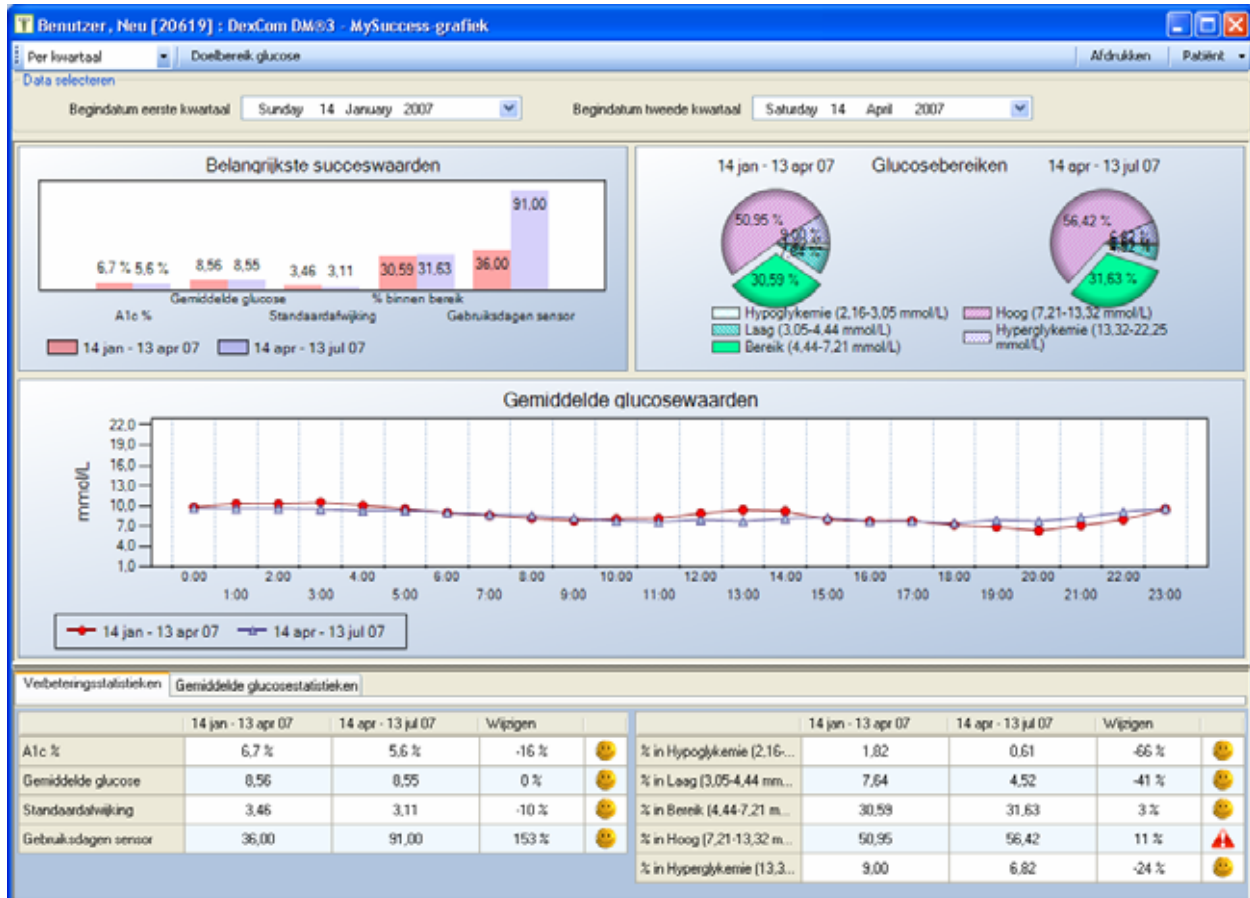 Benutzer, Neu [20619] : DexCom DM®3 - MySuccess-grafiek
Per kwartaal Doelbereik glucose Afdrukken Patiënt
Data selecteren
Begindatum eerste kwartaal Sunday 14 January 2007 Begindatum tweede kwartaal Saturday 14 April 2007
Belangrijkste succeswaarden
91,00
6,7 % 5,6 % 8,56 8,55 3,46 3,11 30,59 31,63 36,00
Gemiddelde glucose % binnen bereik
A1c % Standaardafwijking Gebruiksdagen sensor
14 jan - 13 apr 07 14 apr - 13 jul 07
14 jan - 13 apr 07 Glucosebereiken 14 apr - 13 jul 07
50,95 % 9,00 % 56,42 % 6,82 %
30,59 % 31,63 %
Hypoglykemie (2,16-3,05 mmol/L) Hoog (7,21-13,32 mmol/L)
Laag (3,05-4,44 mmol/L) Hyperglykemie (13,32-22,25
Bereik (4,44-7,21 mmol/L) mmol/L)
Gemiddelde glucosewaarden
mmol/L
22,0
19,0
16,0
13,0
10,0
7,0
4,0
1,0
0:00 2:00 4:00 6:00 8:00 10:00 12:00 14:00 16:00 18:00 20:00 22:00
1:00 3:00 5:00 7:00 9:00 11:00 13:00 15:00 17:00 19:00 21:00 23:00
14 jan - 13 apr 07 14 apr - 13 jul 07
Verbeteringsstatistieken Gemiddelde glucosestatistieken
14 jan - 13 apr 07 14 apr - 13 jul 07 Wijzigen
A1c % 6,7 % 5,6 % -16 %
Gemiddelde glucose 8,56 8,55 0 %
Standaardafwijking 3,46 3,11 -10 %
Gebruiksdagen sensor 36,00 91,00 153 %
14 jan - 13 apr 07 14 apr - 13 jul 07 Wijzigen
% in Hypoglykemie (2,16-... 1,82 0,61 -66 %
% in Laag (3,05-4,44 mm... 7,64 4,52 -41 %
% in Bereik (4,44-7,21 m... 30,59 31,63 3 %
% in Hoog (7,21-13,32 m... 50,95 56,42 11 %
% in Hyperglykemie (13,3... 9,00 6,82 -24 %